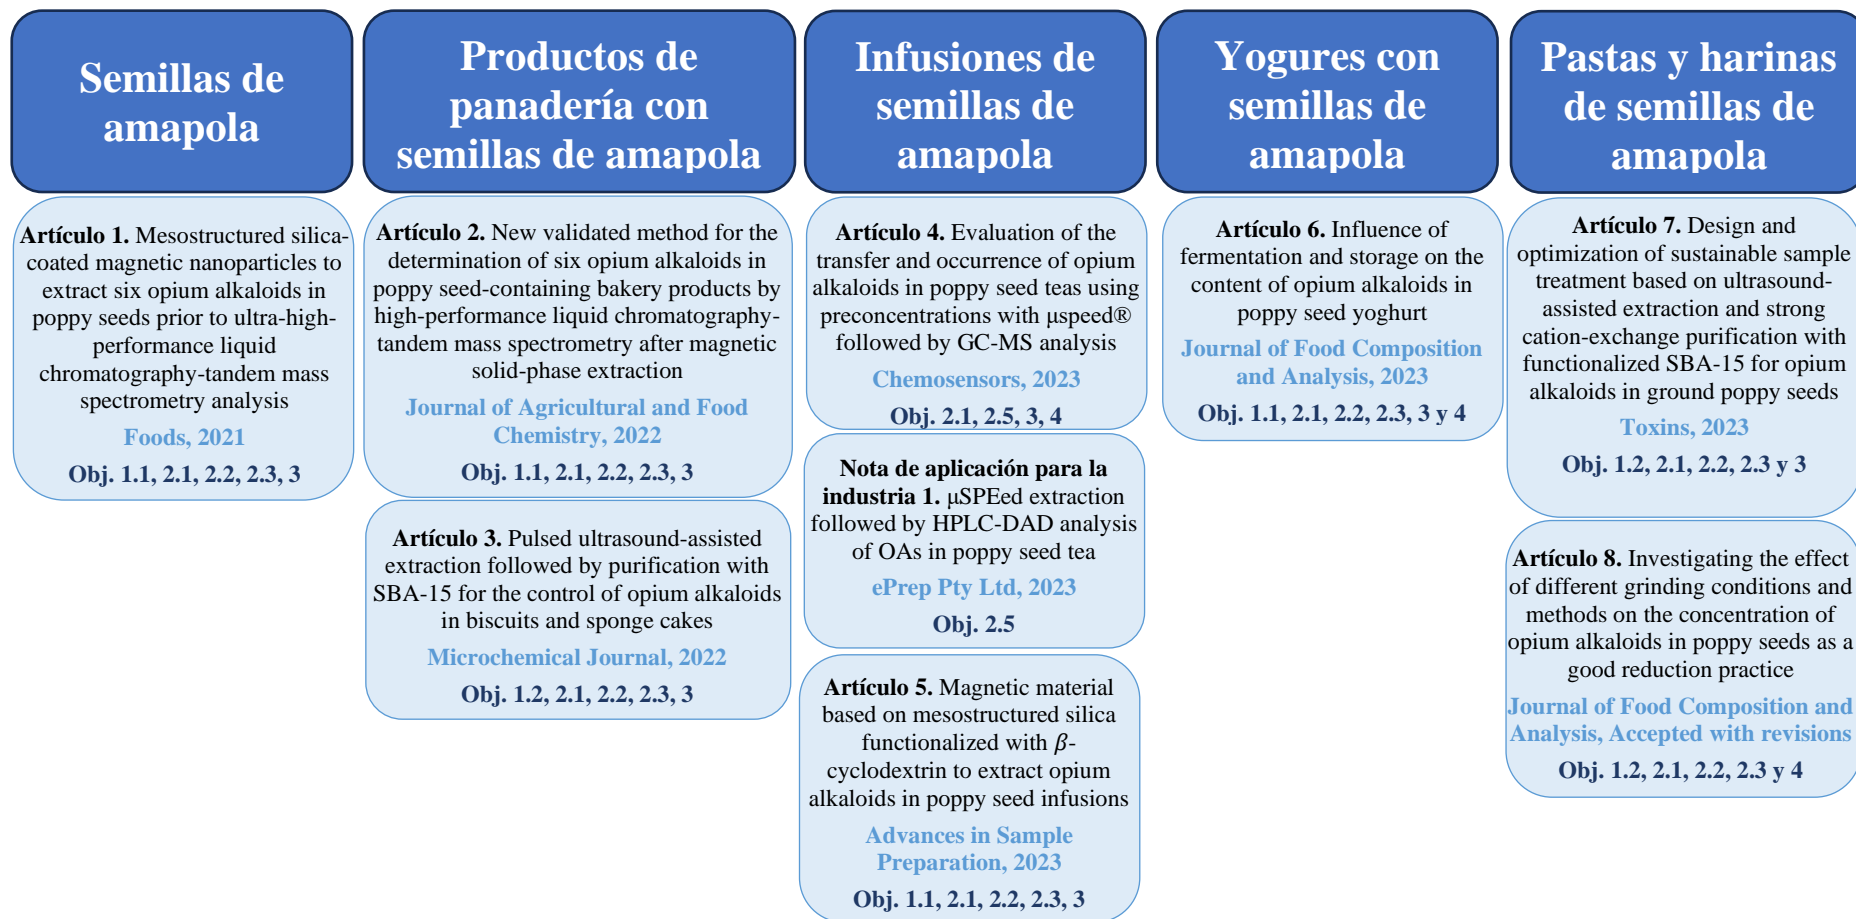 Semillas de
amapola
Artículo 1. Mesostructured silica-
coated magnetic nanoparticles to
extract six opium alkaloids in
poppy seeds prior to ultra-high-
performance liquid
chromatography-tandem mass
spectrometry analysis
Foods, 2021
Obj. 1.1, 2.1, 2.2, 2.3, 3
Productos de
panadería con
semillas de amapola
Artículo 2. New validated method for the
determination of six opium alkaloids in
poppy seed-containing bakery products by
high-performance liquid chromatography-
tandem mass spectrometry after magnetic
solid-phase extraction
Journal of Agricultural and Food
Chemistry, 2022
Obj. 1.1, 2.1, 2.2, 2.3, 3
Artículo 3. Pulsed ultrasound-assisted
extraction followed by purification with
SBA-15 for the control of opium alkaloids
in biscuits and sponge cakes
Microchemical Journal, 2022
Obj. 1.2, 2.1, 2.2, 2.3, 3
Infusiones de
semillas de
amapola
Artículo 4. Evaluation of the
transfer and occurrence of opium
alkaloids in poppy seed teas using
preconcentrations with μspeed®
followed by GC-MS analysis
Chemosensors, 2023
Obj. 2.1, 2.5, 3, 4
Nota de aplicación para la
industria 1. μSPEed extraction
followed by HPLC-DAD analysis
of OAs in poppy seed tea
ePrep Pty Ltd, 2023
Obj. 2.5
Artículo 5. Magnetic material
based on mesostructured silica
functionalized with β-
cyclodextrin to extract opium
alkaloids in poppy seed infusions
Advances in Sample
Preparation, 2023
Obj. 1.1, 2.1, 2.2, 2.3, 3
Yogures con
semillas de
amapola
Artículo 6. Influence of
fermentation and storage on the
content of opium alkaloids in
poppy seed yoghurt
Journal of Food Composition
and Analysis, 2023
Obj. 1.1, 2.1, 2.2, 2.3, 3 y 4
Pastas y harinas
de semillas de
amapola
Artículo 7. Design and
optimization of sustainable sample
treatment based on ultrasound-
assisted extraction and strong
cation-exchange purification with
functionalized SBA-15 for opium
alkaloids in ground poppy seeds
Toxins, 2023
Obj. 1.2, 2.1, 2.2, 2.3 y 3
Artículo 8. Investigating the effect
of different grinding conditions and
methods on the concentration of
opium alkaloids in poppy seeds as a
good reduction practice
Journal of Food Composition and
Analysis, Accepted with revisions
Obj. 1.2, 2.1, 2.2, 2.3 y 4